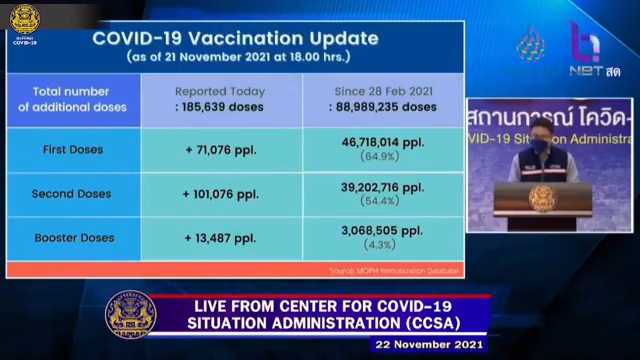 COVID-19
COVID-19 Vaccination Update
(as of 21 November 2021 at 18.00 hrs.)
Total number
of additional doses
Reported Today
: 185,639 doses
Since 28 Feb 2021
: 88,989,235 doses
First Doses
+ 71,076 ppl.
46,718,014 ppl.
(64.9%)
Second Doses
+ 101,076 ppl.
39,202,716 ppl.
(54.4%)
Booster Doses
+ 13,487 ppl.
3,068,505 ppl.
(4.3%)
Source: MOPH Immunization Database
NBT สด
สถานการณ์ โควิด-
VID-19 Situation Administra
LIVE FROM CENTER FOR COVID-19
SITUATION ADMINISTRATION (CCSA)
22 November 2021